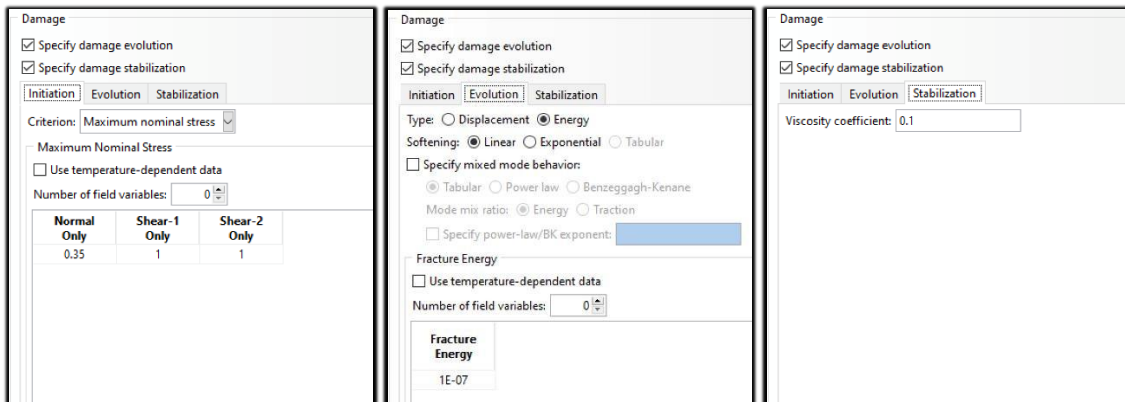 Damage
Specify damage evolution
Specify damage stabilization
Initiation Evolution Stabilization
Criterion: Maximum nominal stress
Maximum Nominal Stress
Use temperature-dependent data
Number of field variables: 0
Normal Only Shear-1 Only Shear-2 Only
0.35 1 1
Damage
Specify damage evolution
Specify damage stabilization
Initiation Evolution Stabilization
Type: Displacement Energy
Softening: Linear Exponential Tabular
Specify mixed mode behavior:
Tabular Power law Benzeggagh-Kenane
Mode mix ratio: Energy Traction
Specify power-law/BK exponent:
Fracture Energy
Use temperature-dependent data
Number of field variables: 0
Fracture
Energy
1E-07
Damage
Specify damage evolution
Specify damage stabilization
Initiation Evolution Stabilization
Viscosity coefficient: 0.1